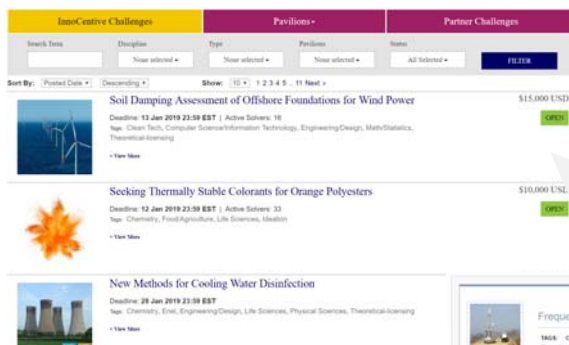 InnoCentive Challenges
Pavilions
Partner Challenges
Search Term
Discipline
Type
Pavilions
Status
None selected
None selected
None selected
All Selected
FILTER
Sort By: Posted Date Descending Show: 10 1 2 3 4 5 .. 11 Next »
Soil Damping Assessment of Offshore Foundations for Wind Power
$15,000 USD
Deadline: 13 Jan 2019 23:59 EST | Active Solvers: 16
OPEN
Tags: Clean Tech, Computer Science/Information Technology, Engineering/Design, Math/Statistics,
Theoretical-licensing
+ View More
Seeking Thermally Stable Colorants for Orange Polyesters
$10,000 US
Deadline: 12 Jan 2019 23:59 EST | Active Solvers: 33
OPEN
Tags: Chemistry, Food/Agriculture, Life Sciences, Ideation
+ View More
New Methods for Cooling Water Disinfection
Deadline: 28 Jan 2019 23:59 EST
Tags: Chemistry, Enel, Engineering/Design, Life Sciences, Physical Sciences, Theoretical-licensing
+ View More
Freque
TAGS: C